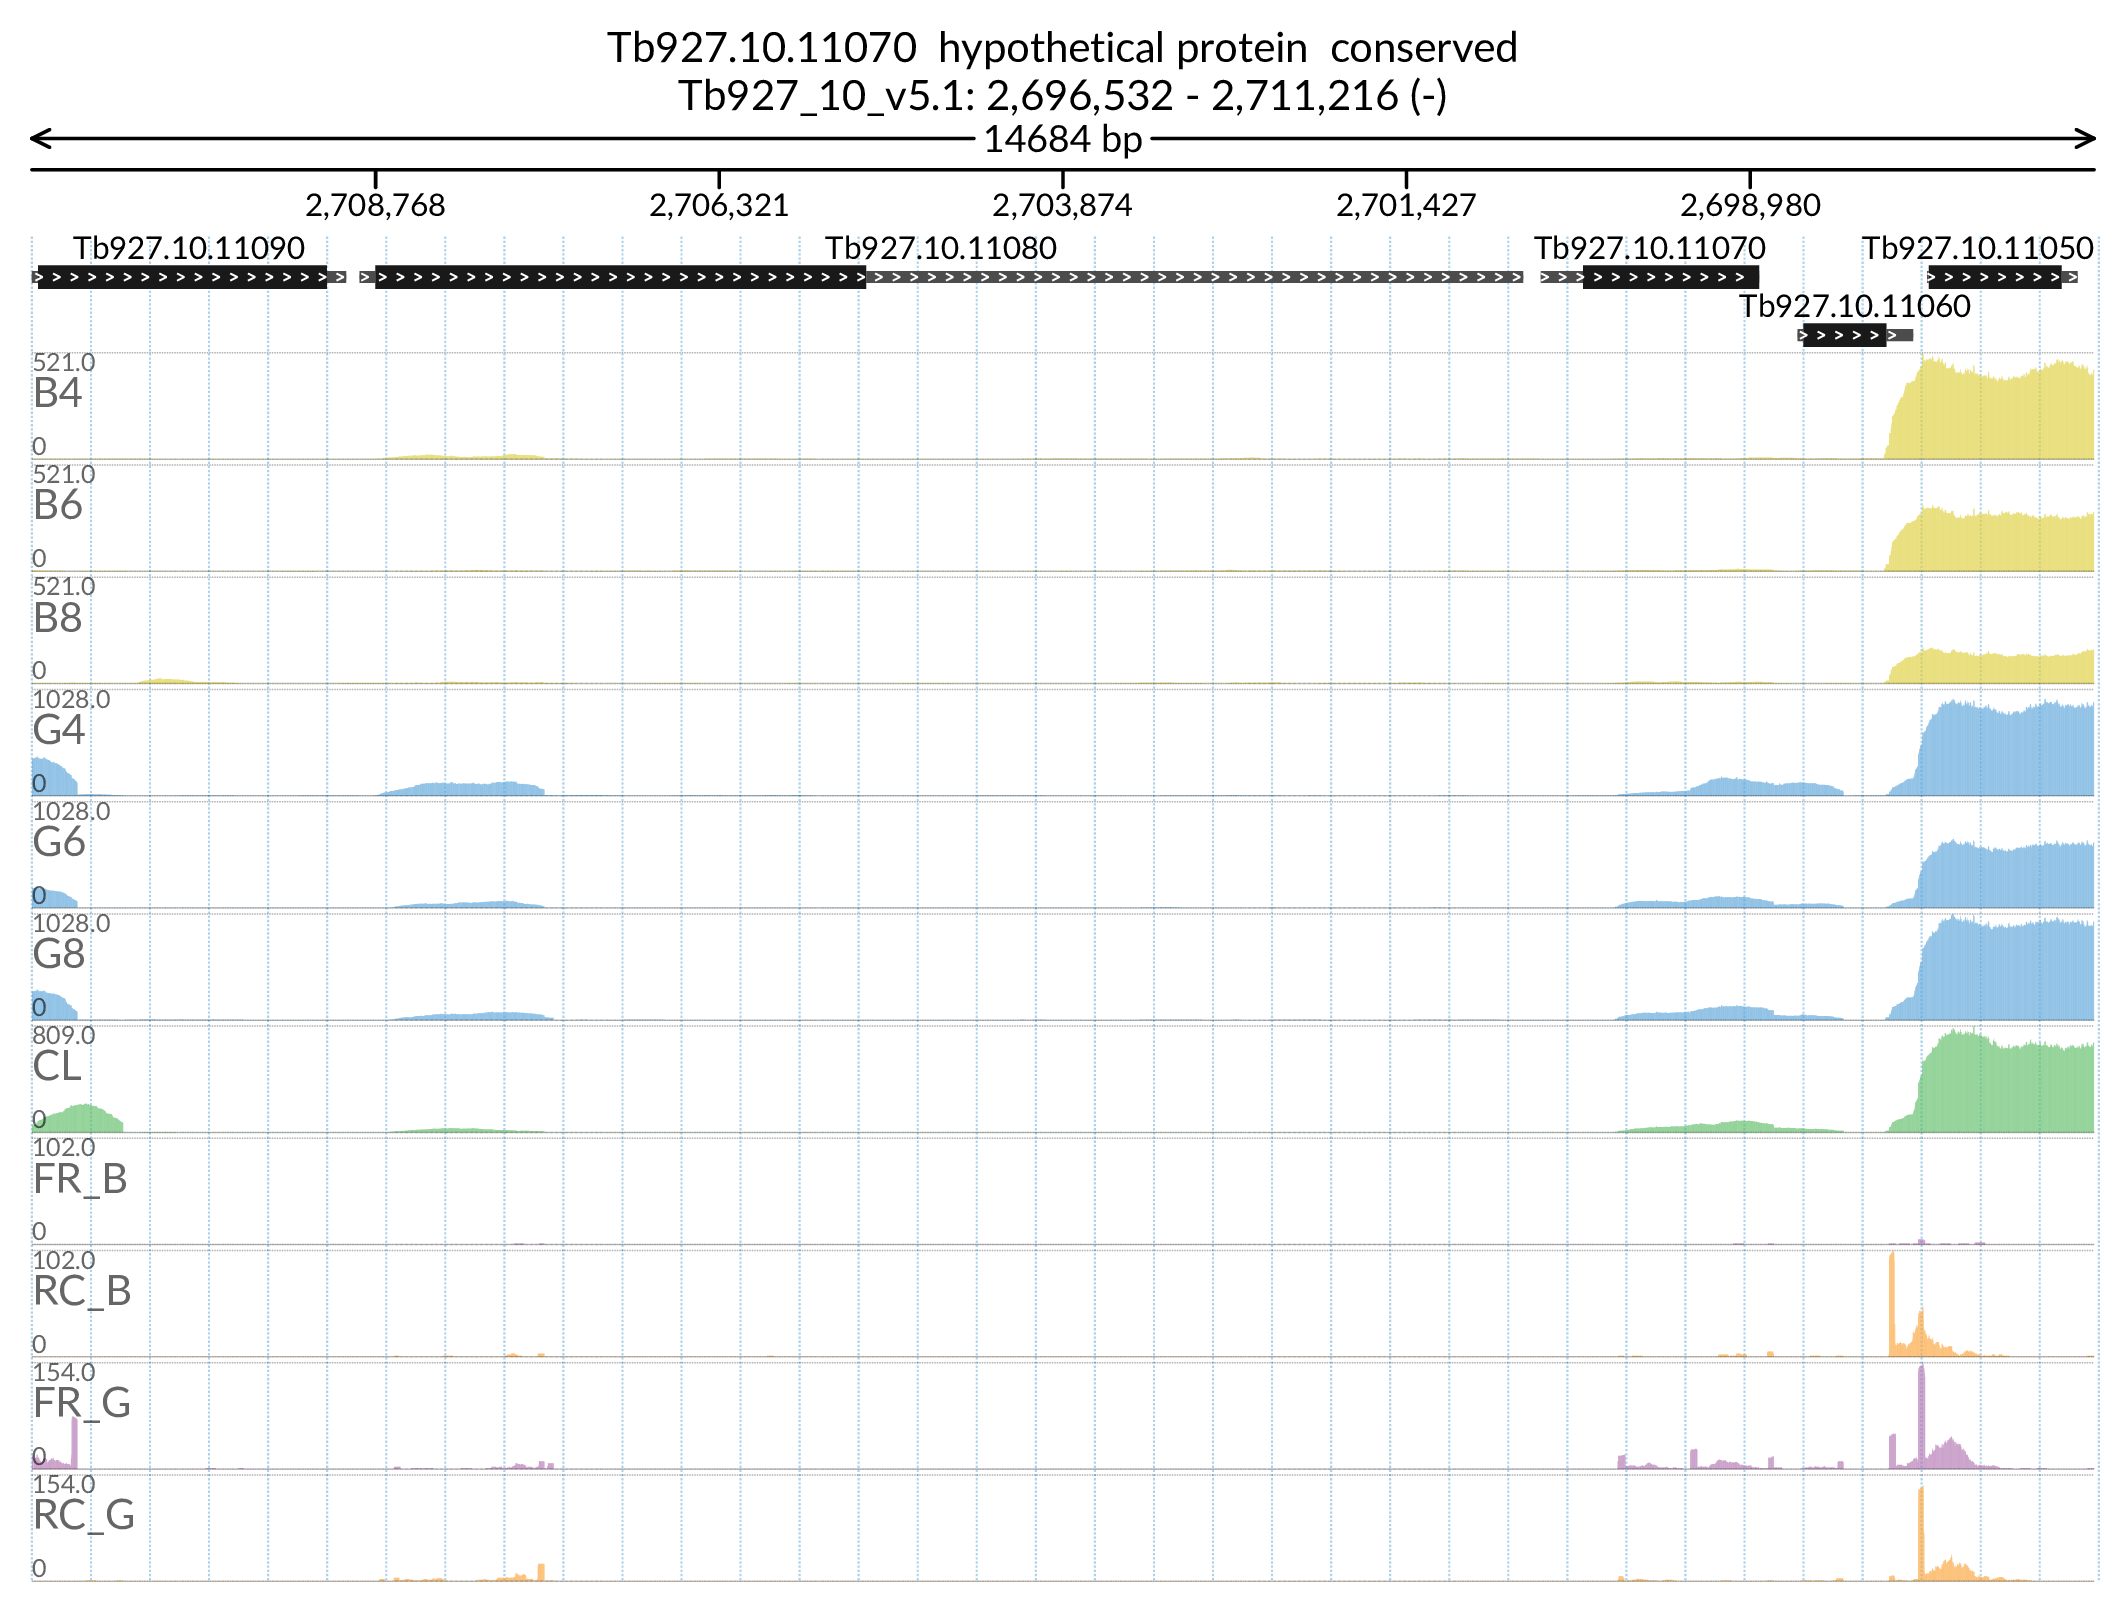 Tb927.10.11070  hypothetical protein  conserved
Tb927_10_v5.1: 2,696,532 - 2,711,216 (-)
14684 bp
2,708,768 2,706,321 2,703,874 2,701,427 2,698,980
Tb927.10.11090 Tb927.10.11080 Tb927.10.11070 Tb927.10.11050
Tb927.10.11060
521.0
B4
0
521.0
B6
0
521.0
B8
0
1028.0
G4
0
1028.0
G6
0
1028.0
G8
0
809.0
CL
0
102.0
FR_B
0
102.0
RC_B
0
154.0
FR_G
0
154.0
RC_G
0